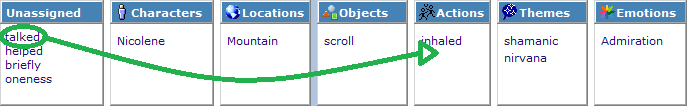 Unassigned
talked
helped
briefly
oneness
Characters
Nicolene
Locations
Mountain
Objects
scroll
Actions
inhaled
Themes
shamanic
nirvana
Emotions
Admiration